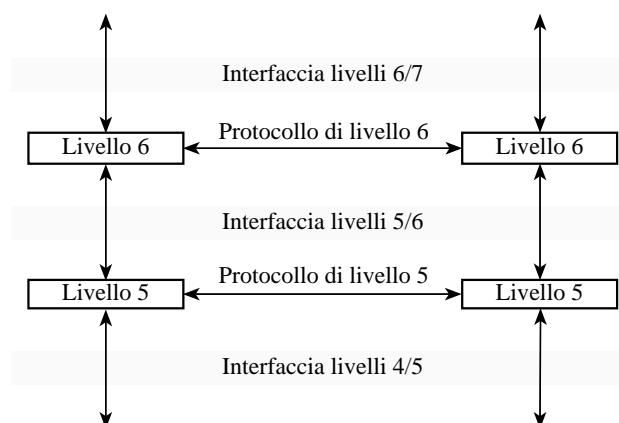 Interfaccia livelli 6/7
Protocollo di livello 6
Livello 6
Livello 6
Interfaccia livelli 5/6
Protocollo di livello 5
Livello 5
Livello 5
Interfaccia livelli 4/5